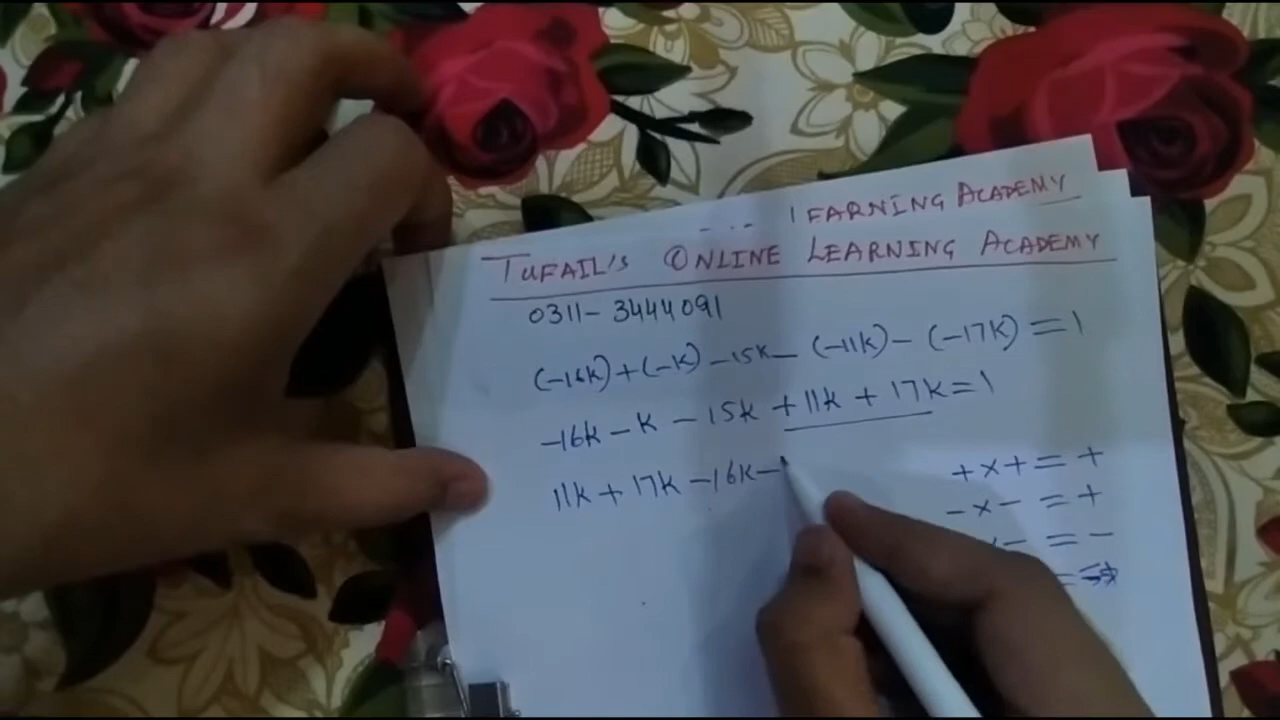 LEARNING ACADEMY
TUFAIL'S ONLINE LEARNING ACADEMY
0311-3444091
(-16k)+(-k)-15k-(-11k)-(-17k)=1
-16k-k-15k+11k+17k=1
11k+17k-16k-
+×+=+
-×-=+
×-=-
=-